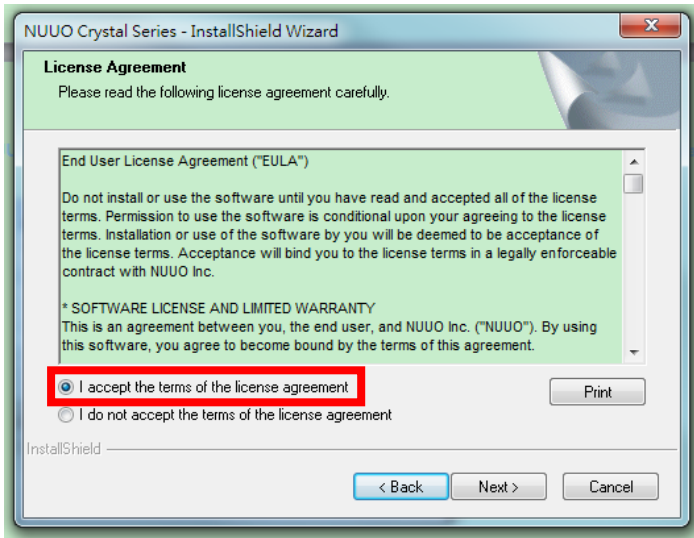 NUUO Crystal Series - InstallShield Wizard
License Agreement
Please read the following license agreement carefully.
End User License Agreement ("EULA")
Do not install or use the software until you have read and accepted all of the license
terms. Permission to use the software is conditional upon your agreeing to the license
terms. Installation or use of the software by you will be deemed to be acceptance of
the license terms. Acceptance will bind you to the license terms in a legally enforceable
contract with NUUO Inc.
* SOFTWARE LICENSE AND LIMITED WARRANTY
This is an agreement between you, the end user, and NUUO Inc. ("NUUO"). By using
this software, you agree to become bound by the terms of this agreement.
I accept the terms of the license agreement
Print
I do not accept the terms of the license agreement
InstallShield
< Back
Next >
Cancel